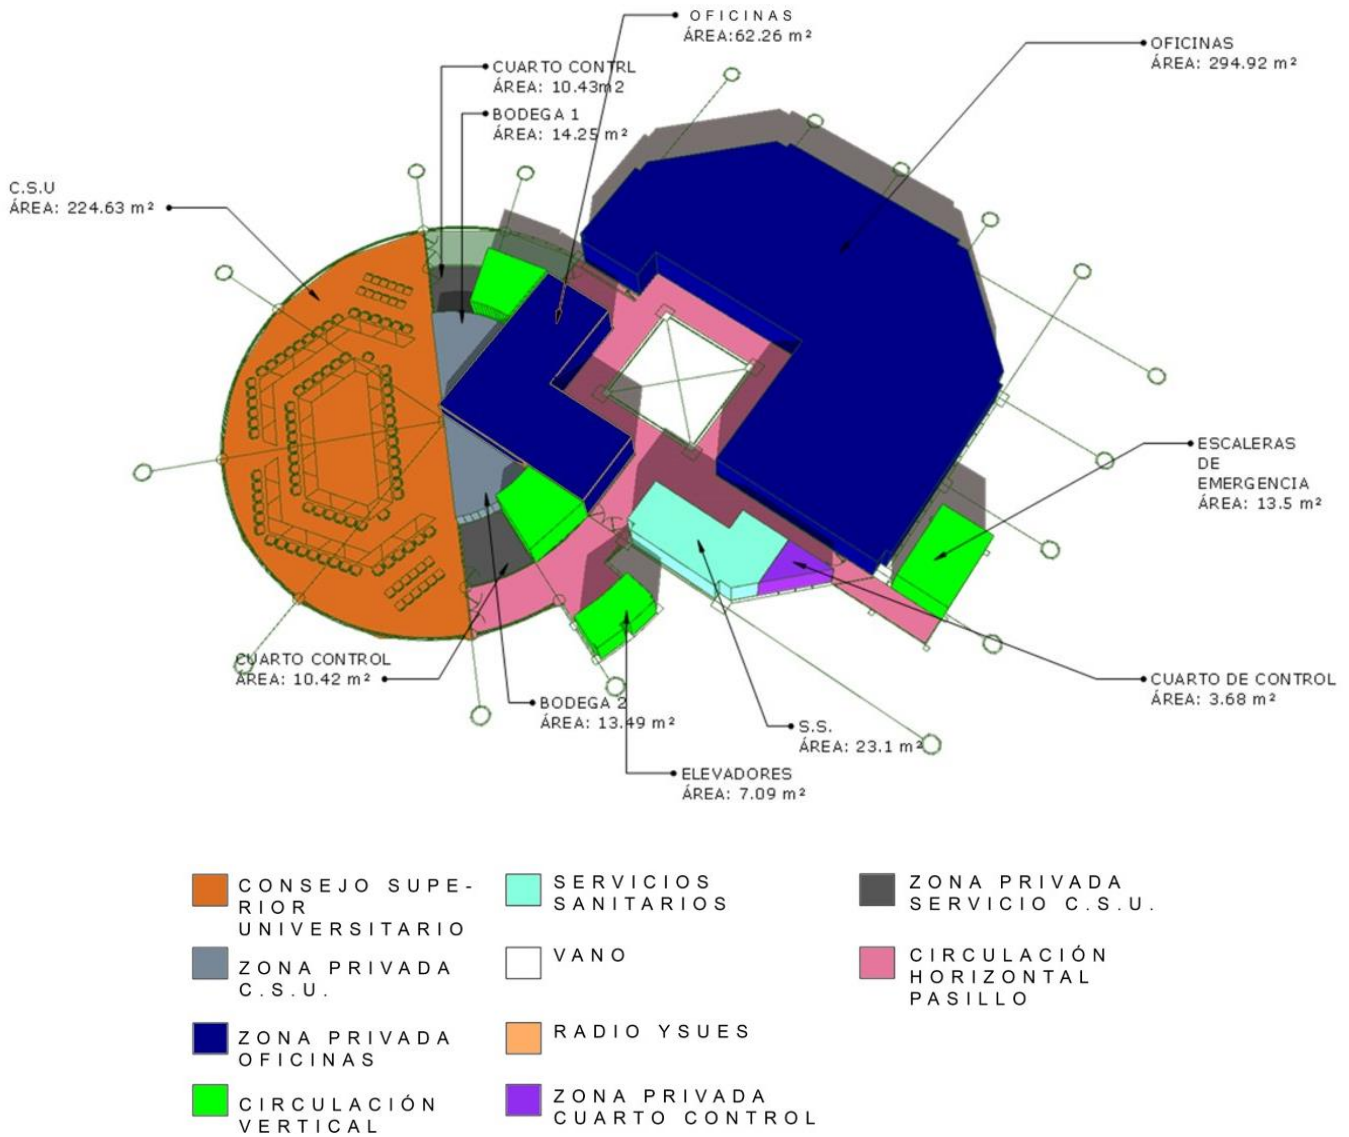 OFICINAS
ÁREA:62.26 m²
OFICINAS
ÁREA: 294.92 m²
CUARTO CONTRL
ÁREA: 10.43m2
BODEGA 1
ÁREA: 14.25 m²
C.S.U
ÁREA: 224.63 m²
ESCALERAS
DE
EMERGENCIA
ÁREA: 13.5 m²
CUARTO CONTROL
ÁREA: 10.42 m²
CUARTO DE CONTROL
ÁREA: 3.68 m²
BODEGA 2
ÁREA: 13.49 m²
S.S.
ÁREA: 23.1 m²
ELEVADORES
ÁREA: 7.09 m²
CONSEJO SUPE-
RIOR
UNIVERSITARIO
ZONA PRIVADA
C.S.U.
ZONA PRIVADA
OFICINAS
CIRCULACIÓN
VERTICAL
SERVICIOS
SANITARIOS
VANO
RADIO YSUES
ZONA PRIVADA
CUARTO CONTROL
ZONA PRIVADA
SERVICIO C.S.U.
CIRCULACIÓN
HORIZONTAL
PASILLO